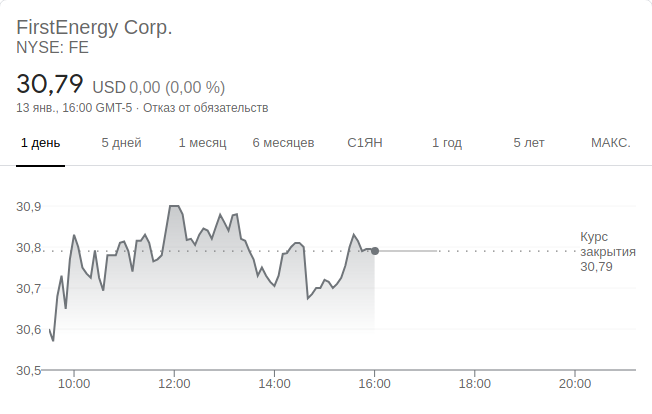 FirstEnergy Corp.
NYSE: FE
30,79 USD 0,00 (0,00 %)
13 янв., 16:00 GMT-5 · Отказ от обязательств
1 день 5 дней 1 месяц 6 месяцев С1ЯН 1 год 5 лет МАКС.
30,9
30,8
30,7
30,6
30,5
Курс
закрытия
30,79
10:00 12:00 14:00 16:00 18:00 20:00